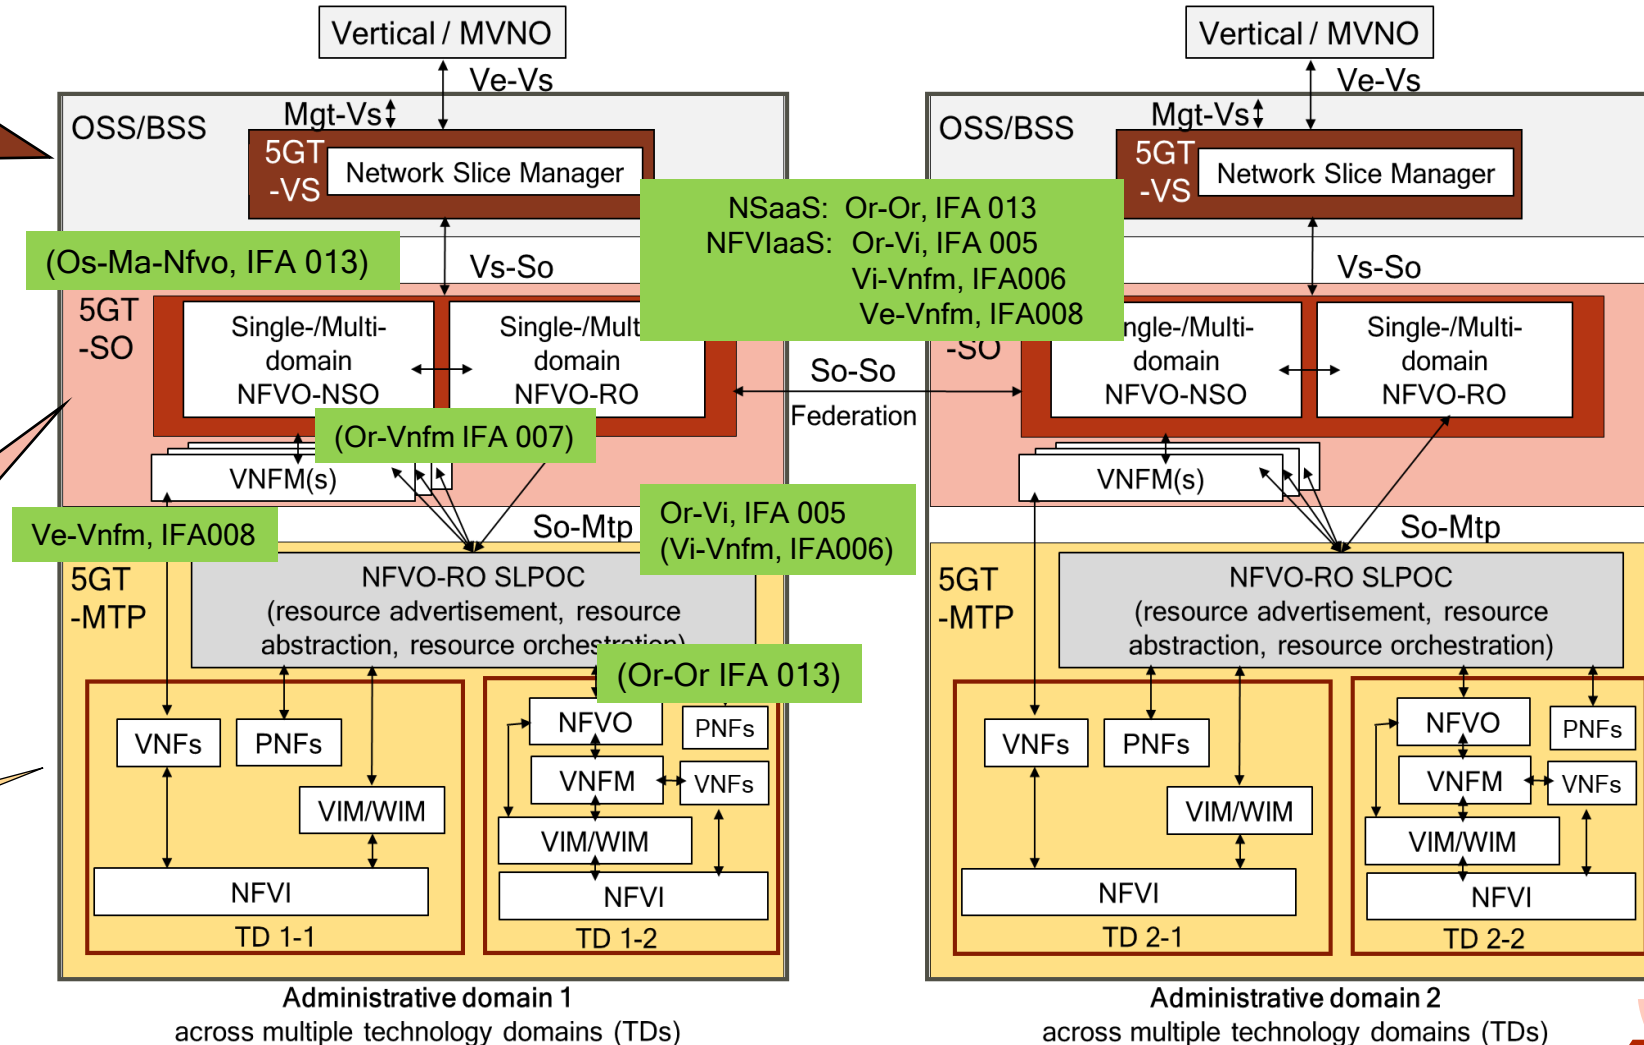 Vertical / MVNO
Ve-Vs
OSS/BSS
Mgt-Vs
5GT
-VS
Network Slice Manager
(Os-Ma-Nfvo, IFA 013)
Vs-So
5GT
-SO
Single-/Multi-
domain
NFVO-NSO
Single-/Mult
domain
NFVO-RO
(Or-Vnfm IFA 007)
VNFM(s)
Ve-Vnfm, IFA008
So-Mtp
Or-Vi, IFA 005
(Vi-Vnfm, IFA006)
5GT
-MTP
NFVO-RO SLPOC
(resource advertisement, resource
abstraction, resource orchestration)
(Or-Or IFA 013)
VNFs
PNFs
VIM/WIM
NFVI
TD 1-1
NFVO
PNFs
VNFM
VNFs
VIM/WIM
NFVI
TD 1-2
Administrative domain 1
across multiple technology domains (TDs)
NSaaS: Or-Or, IFA 013
NFVIaaS: Or-Vi, IFA 005
Vi-Vnfm, IFA006
Ve-Vnfm, IFA008
So-So
Federation
Vertical / MVNO
Ve-Vs
OSS/BSS
Mgt-Vs
5GT
-VS
Network Slice Manager
Vs-So
-SO
ngle-/Multi-
domain
NFVO-NSO
Single-/Multi-
domain
NFVO-RO
VNFM(s)
So-Mtp
5GT
-MTP
NFVO-RO SLPOC
(resource advertisement, resource
abstraction, resource orchestration)
VNFs
PNFs
VIM/WIM
NFVI
TD 2-1
NFVO
PNFs
VNFM
VNFs
VIM/WIM
NFVI
TD 2-2
Administrative domain 2
across multiple technology domains (TDs)